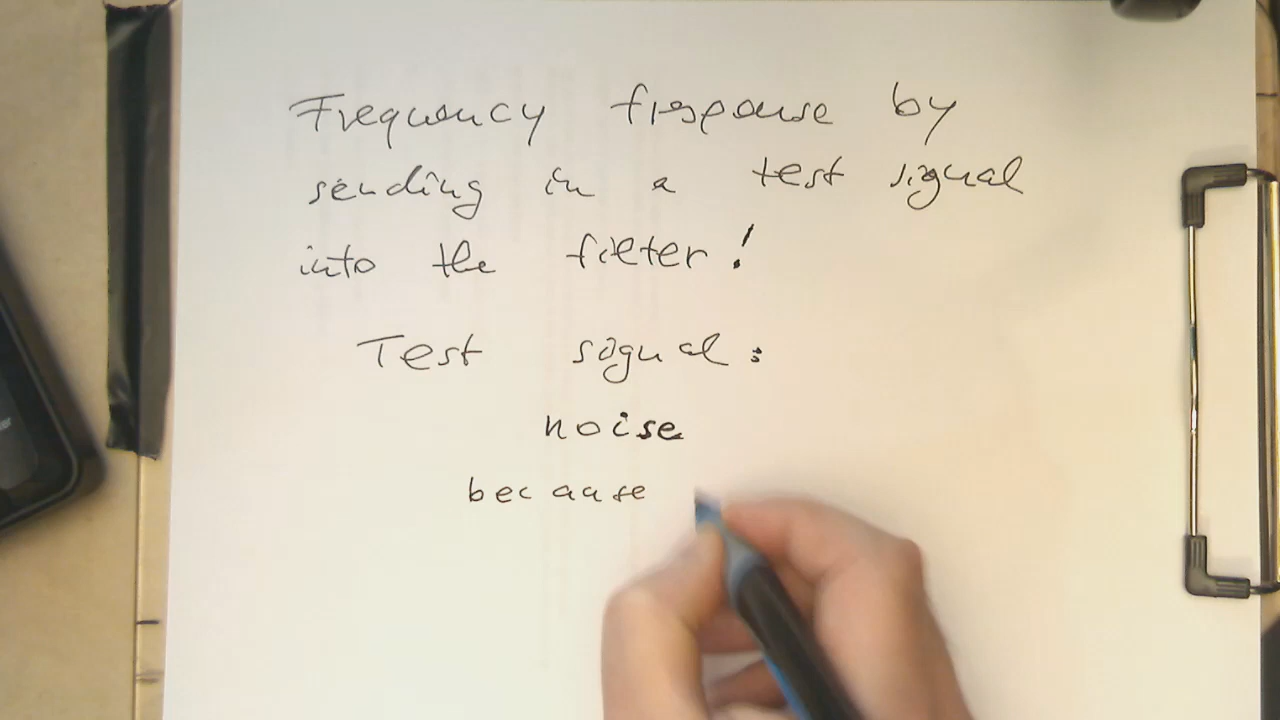 Frequency response by
sending in a test signal
into the filter!
Test signal:
noise
because